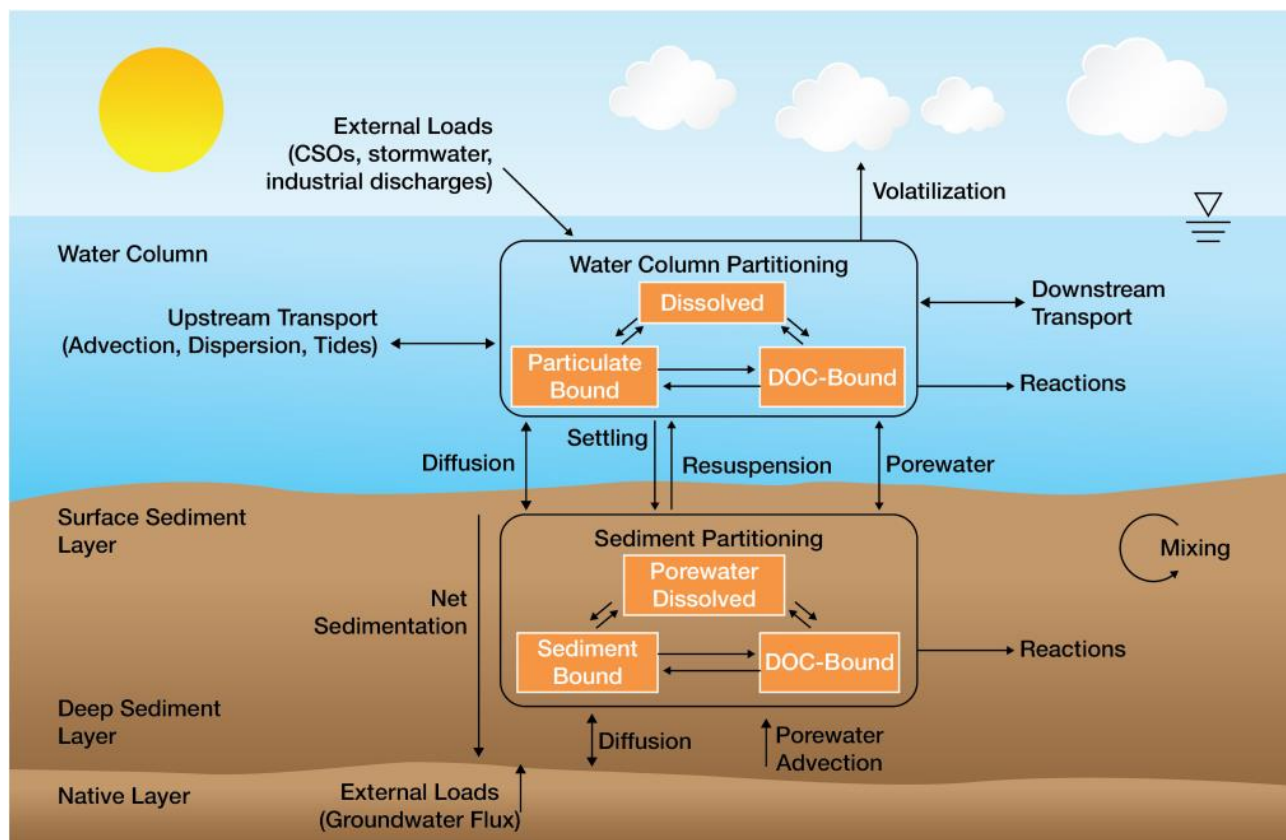 External Loads
(CSOs, stormwater,
industrial discharges)
Volatilization
Water Column
Water Column Partitioning
Dissolved
Particulate
Bound
DOC-Bound
Upstream Transport
(Advection, Dispersion, Tides)
Downstream
Transport
Reactions
Diffusion
Settling
Resuspension
Porewater
Surface Sediment
Layer
Sediment Partitioning
Porewater
Dissolved
Sediment
Bound
DOC-Bound
Mixing
Net
Sedimentation
Reactions
Deep Sediment
Layer
Diffusion
Porewater
Advection
Native Layer
External Loads
(Groundwater Flux)